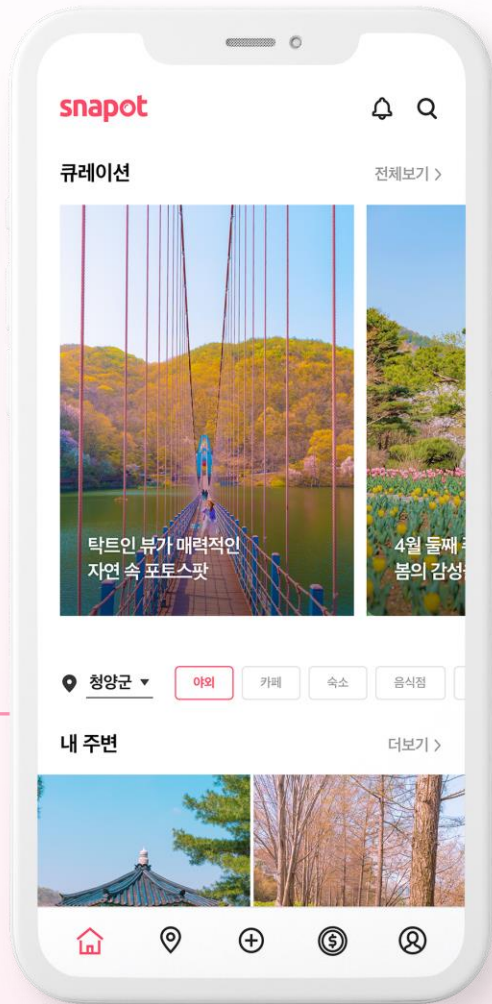 snapot
큐레이션
전체보기 >
탁트인 뷰가 매력적인
자연 속 포토스팟
4월 둘째
봄의 감성
청양군 ▼
야외
카페
숙소
음식점
내 주변
더보기 >